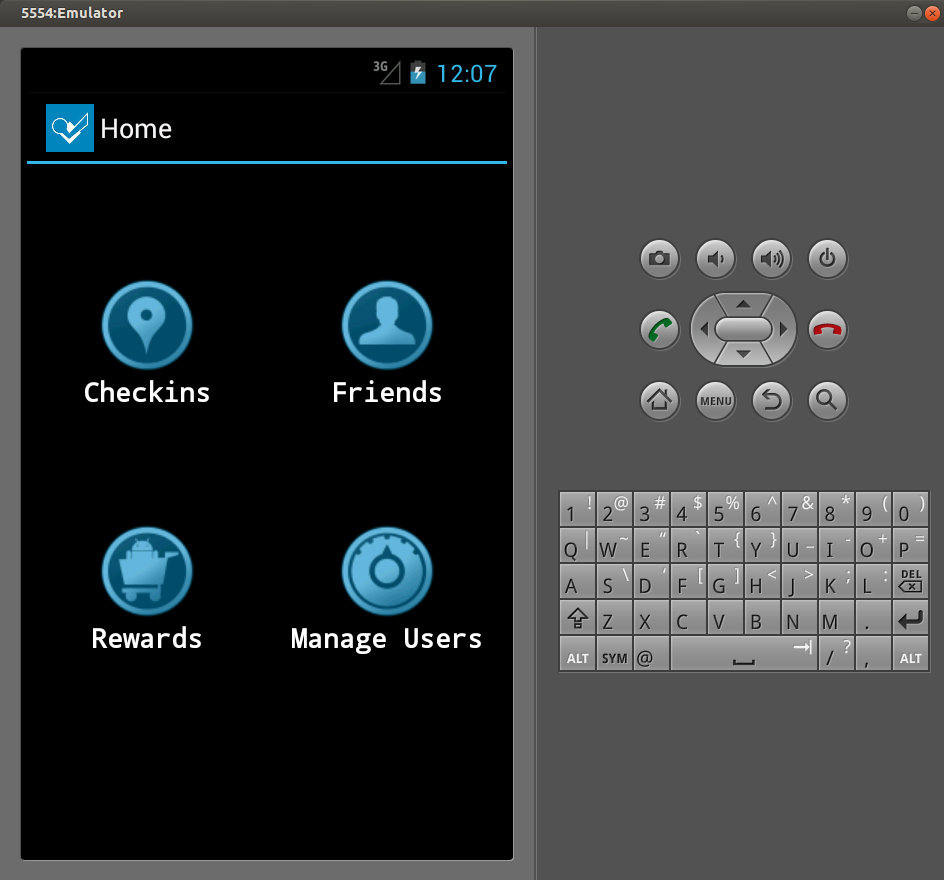 5554:Emulator
3G 12:07
Home
Checkins Friends
Rewards Manage Users
MENU
1 ! 2 @ 3 # 4 $ 5 % 6 ^ 7 & 8 * 9 ( 0 )
Q | W ~ E “ R ` T { Y } U _ I - O + P =
A S \ D ‘ F [ G ] H < J > K ; L : DEL
Z X C V B N M .
ALT SYM @ / ? , ALT